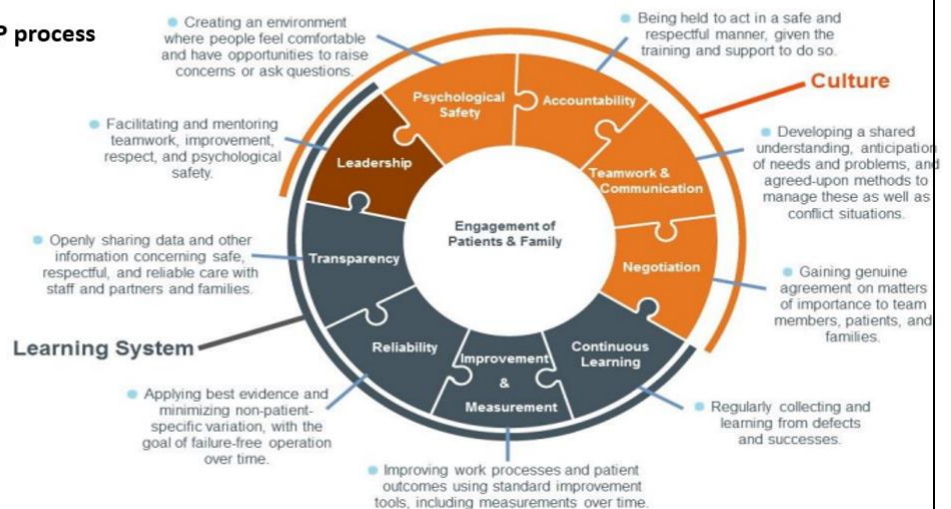 P process
Creating an environment
where people feel comfortable
and have opportunities to raise
concerns or ask questions.
Being held to act in a safe and
respectful manner, given the
training and support to do so.
Culture
Psychological
Safety
Accountability
Facilitating and mentoring
teamwork, improvement,
respect, and psychological
safety.
Leadership
Teamwork &
Communication
Developing a shared
understanding, anticipation
of needs and problems, and
agreed-upon methods to
manage these as well as
conflict situations.
Engagement of
Patients & Family
Openly sharing data and other
information concerning safe,
respectful, and reliable care with
staff and partners and families.
Transparency
Negotiation
Gaining genuine
agreement on matters
of importance to team
members, patients, and
families.
Learning System
Reliability
Improvement
&
Measurement
Continuous
Learning
Applying best evidence and
minimizing non-patient-
specific variation, with the
goal of failure-free operation
over time.
Regularly collecting and
learning from defects
and successes.
Improving work processes and patient
outcomes using standard improvement
tools, including measurements over time.